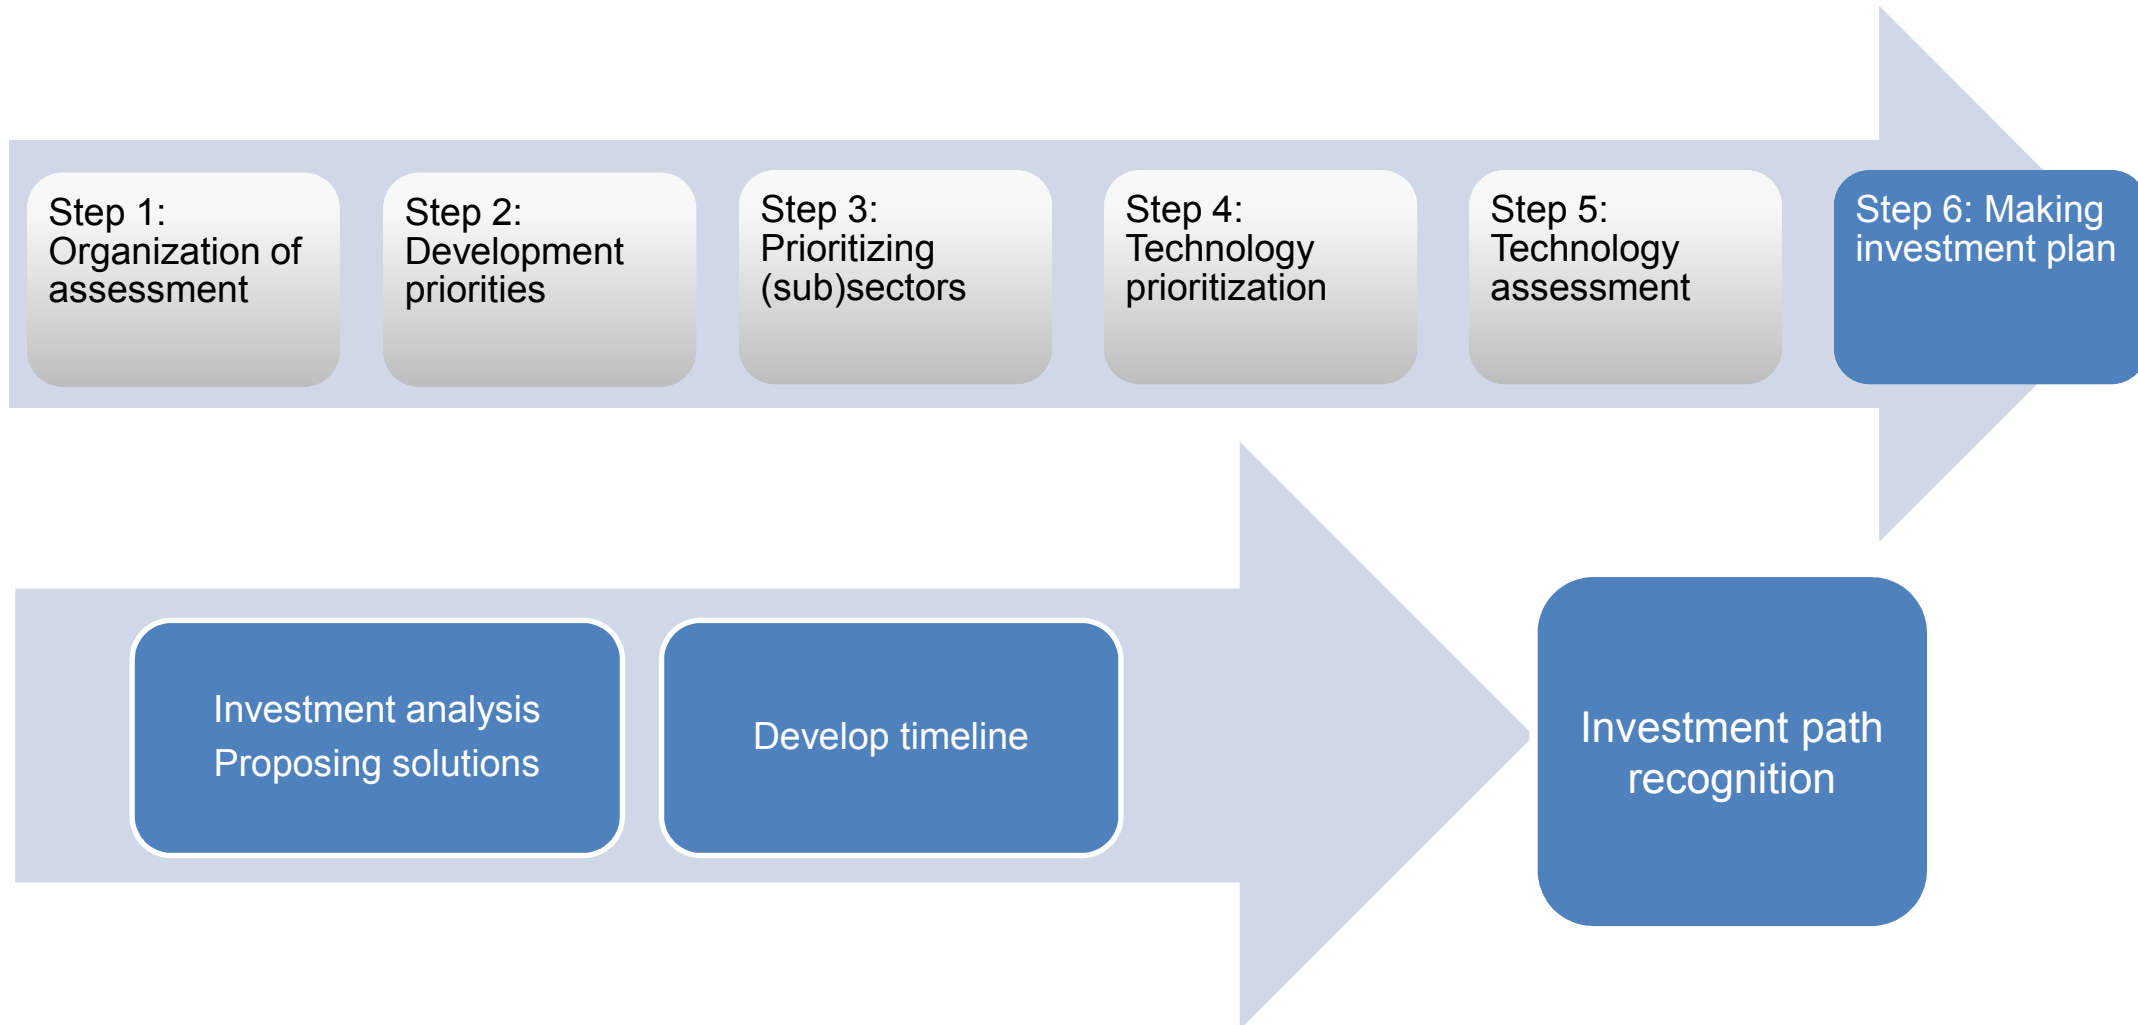 Step 1:
Organization of
assessment
Step 2:
Development
priorities
Step 3:
Prioritizing
(sub)sectors
Step 4:
Technology
prioritization
Step 5:
Technology
assessment
Step 6: Making
investment plan
Investment analysis
Proposing solutions
Develop timeline
Investment path
recognition